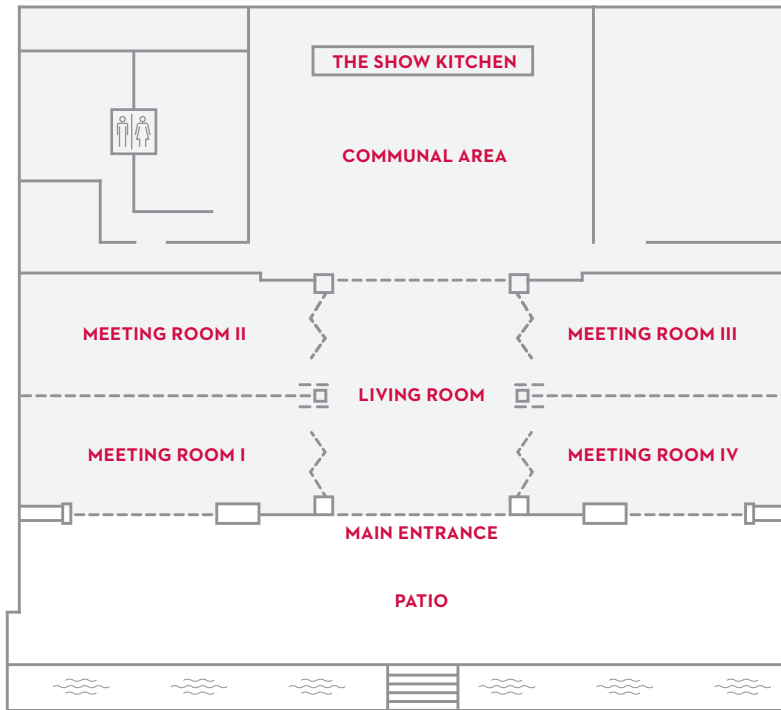 THE SHOW KITCHEN
COMMUNAL AREA
MEETING ROOM II
MEETING ROOM III
LIVING ROOM
MEETING ROOM I
MEETING ROOM IV
MAIN ENTRANCE
PATIO